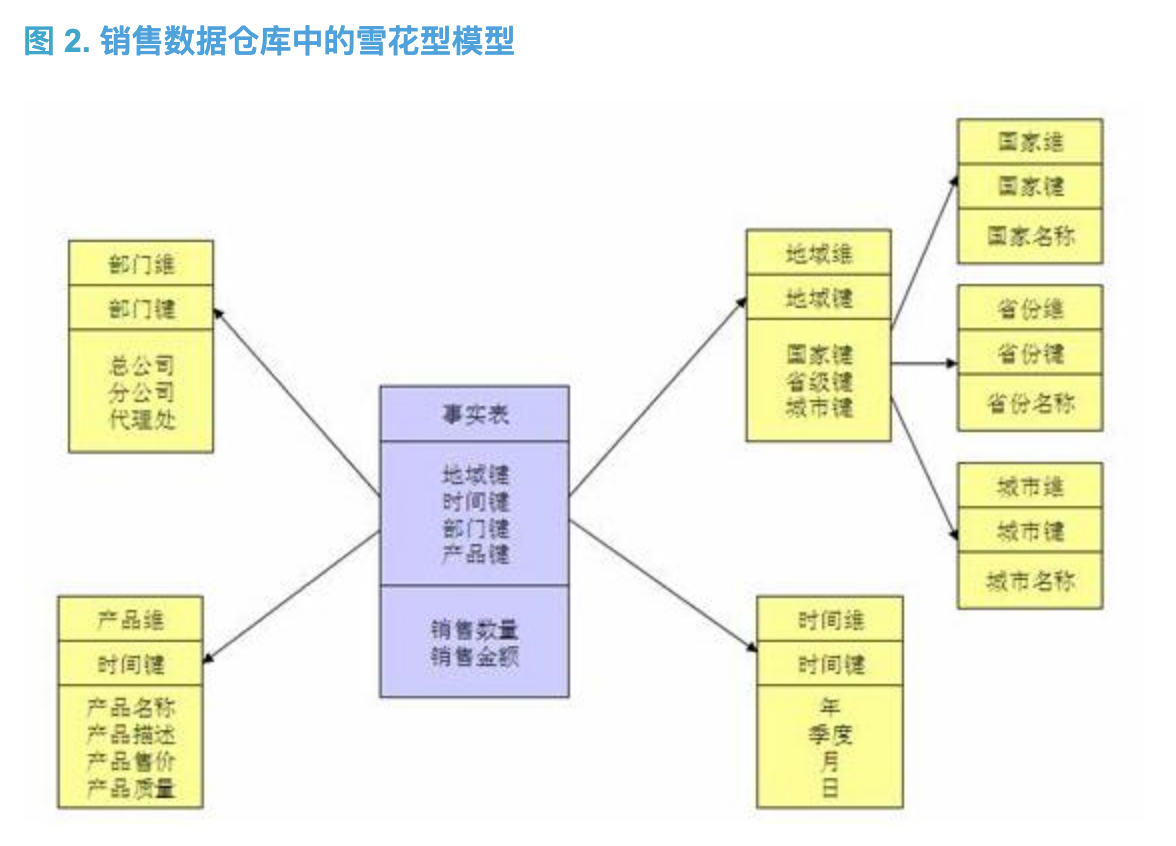 图 2. 销售数据仓库中的雪花型模型
部门维
部门键
总公司
分公司
代理处
产品维
时间键
产品名称
产品描述
产品售价
产品质量
事实表
地域键
时间键
部门键
产品键
销售数量
销售金额
地域维
地域键
国家键
省级键
城市键
时间维
时间键
年
季度
月
日
国家维
国家键
国家名称
省份维
省份键
省份名称
城市维
城市键
城市名称